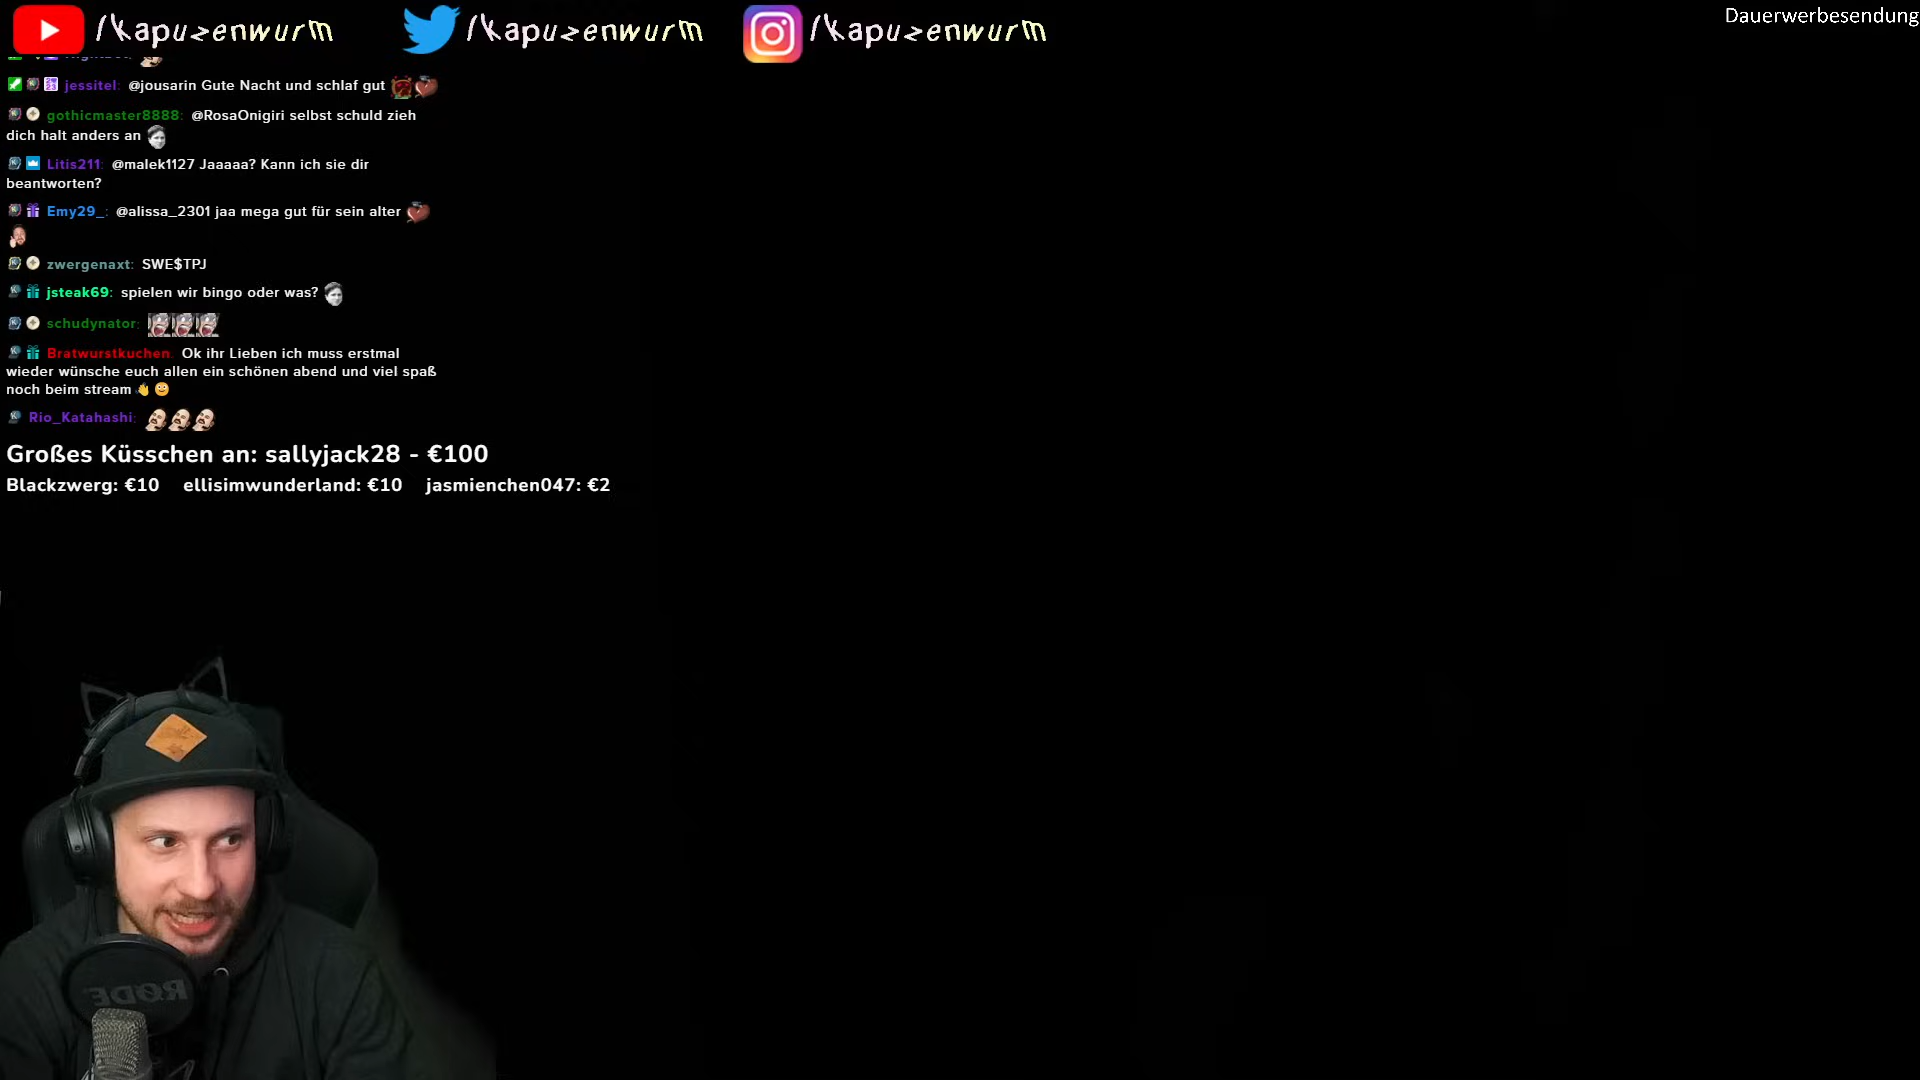 /kapuzenwurm /kapuzenwurm /kapuzenwurm
Dauerwerbesendung
jessitel: @jousarin Gute Nacht und schlaf gut
gothicmaster8888: @RosaOnigiri selbst schuld zieh
dich halt anders an
Litis211: @malek1127 Jaaaaa? Kann ich sie dir
beantworten?
Emy29_: @alissa_2301 jaa mega gut für sein alter
zwergenaxt: SWE$TPJ
jsteak69: spielen wir bingo oder was?
schudynator:
Bratwurstkuchen: Ok ihr Lieben ich muss erstmal
wieder wünsche euch allen ein schönen abend und viel spaß
noch beim stream 👋 🙂
Rio_Katahashi:
Großes Küsschen an: sallyjack28 - €100
Blackzwerg: €10 ellisimwunderland: €10 jasmienchen047: €2
RØDE